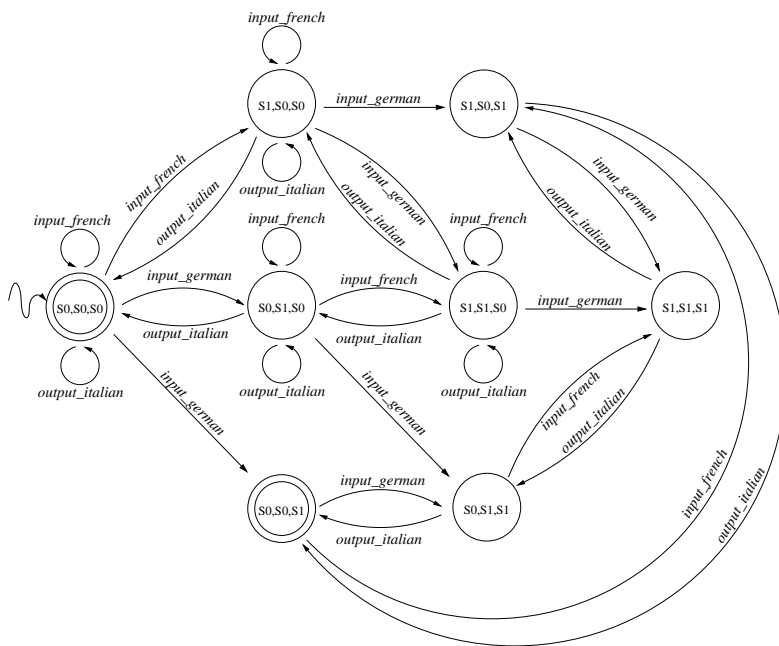 input_french
S1,S0,S0
input_german
S1,S0,S1
output_italian
input_french
output_italian
input_german
output_italian
input_german
output_italian
input_french
input_french
input_french
S0,S0,S0
input_german
output_italian
S0,S1,S0
input_french
output_italian
S1,S1,S0
input_german
S1,S1,S1
output_italian
output_italian
output_italian
input_german
input_german
input_french
output_italian
S0,S0,S1
input_german
output_italian
S0,S1,S1
input_french
output_italian